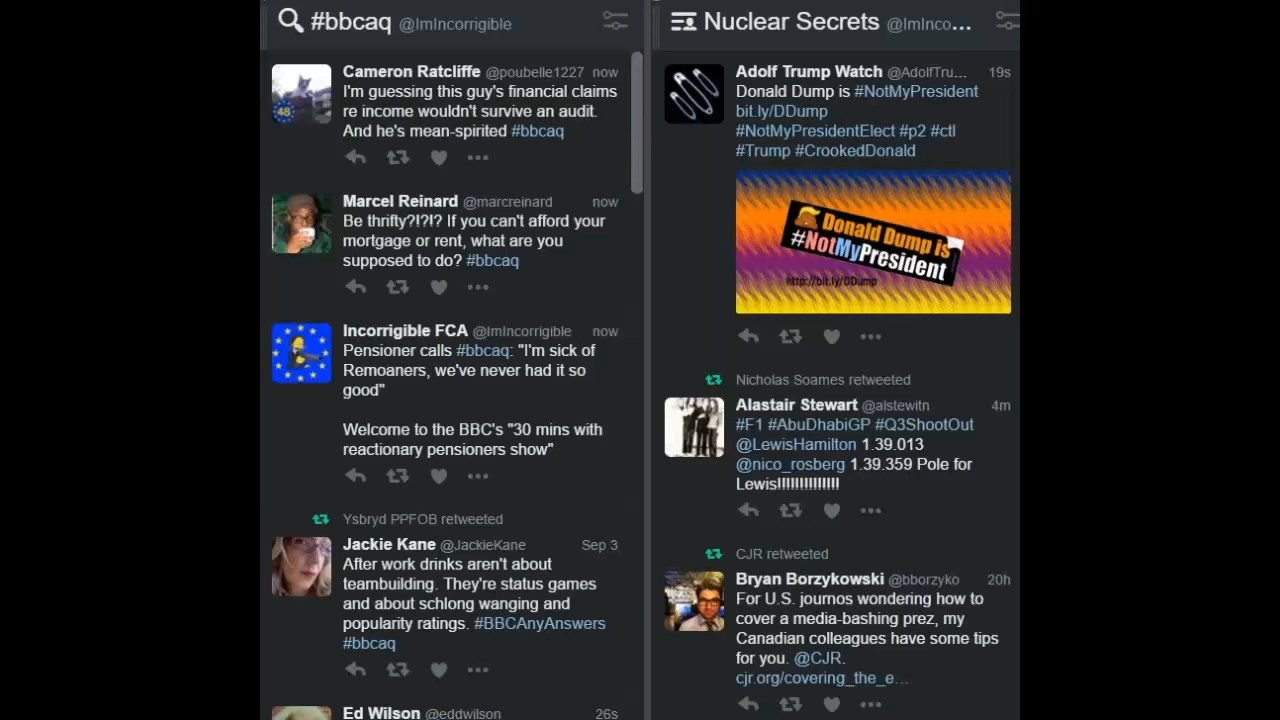 #bbcaq @ImIncorrigible
Cameron Ratcliffe @poubelle1227 now
I'm guessing this guy's financial claims
re income wouldn't survive an audit.
And he's mean-spirited #bbcaq
48
Marcel Reinard @marcreinard now
Be thrifty?!?!? If you can't afford your
mortgage or rent, what are you
supposed to do? #bbcaq
Incorrigible FCA @ImIncorrigible now
Pensioner calls #bbcaq: "I'm sick of
Remoaners, we've never had it so
good"
Welcome to the BBC's "30 mins with
reactionary pensioners show"
Ysbryd PPFOB retweeted
Jackie Kane @JackieKane Sep 3
After work drinks aren't about
teambuilding. They're status games
and about schlong wanging and
popularity ratings. #BBCAnyAnswers
#bbcaq
Ed Wilson @eddwilson 26s
Nuclear Secrets @ImInco...
Adolf Trump Watch @AdolfTru... 19s
Donald Dump is #NotMyPresident
bit.ly/DDump
#NotMyPresidentElect #p2 #ctl
#Trump #CrookedDonald
Donald Dump is
#NotMyPresident
http://bit.ly/DDump
Nicholas Soames retweeted
Alastair Stewart @alstewitn 4m
#F1 #AbuDhabiGP #Q3ShootOut
@LewisHamilton 1.39.013
@nico_rosberg 1.39.359 Pole for
Lewis!!!!!!!!!!!!!!
CJR retweeted
Bryan Borzykowski @bborzyko 20h
For U.S. journos wondering how to
cover a media-bashing prez, my
Canadian colleagues have some tips
for you. @CJR.
cjr.org/covering_the_e...